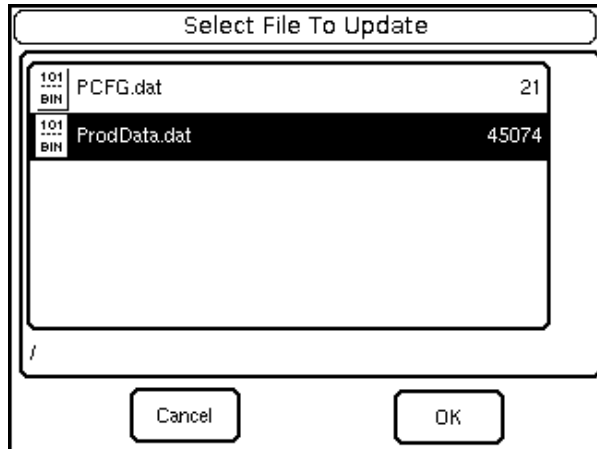 Select File To Update
101
BIN
PCFG.dat 21
101
BIN
ProdData.dat 45074
/
Cancel OK